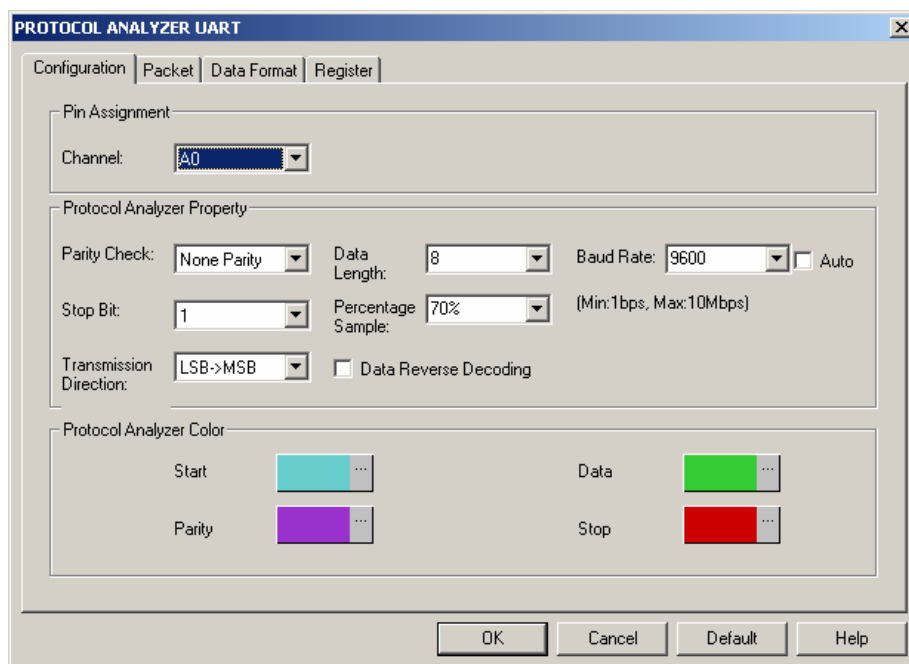 PROTOCOL ANALYZER UART
Configuration Packet Data Format Register
Pin Assignment
Channel: A0
Protocol Analyzer Property
Parity Check: None Parity
Data Length: 8
Baud Rate: 9600 Auto
Stop Bit: 1
Percentage Sample: 70%
(Min:1bps, Max:10Mbps)
Transmission Direction: LSB->MSB
Data Reverse Decoding
Protocol Analyzer Color
Start ... Data ...
Parity ... Stop ...
OK Cancel Default Help